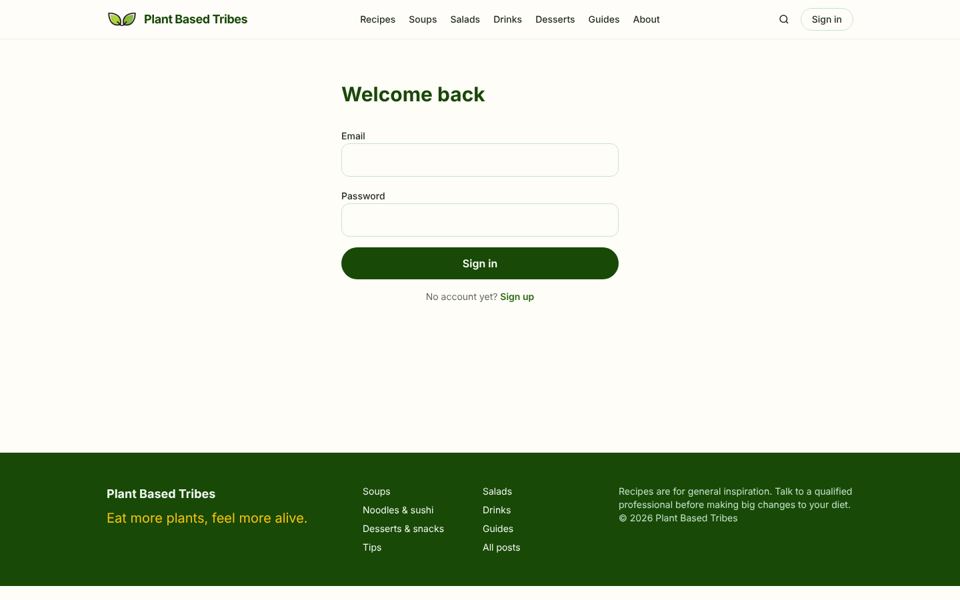 Plant Based Tribes
Recipes
Soups
Salads
Drinks
Desserts
Guides
About
Sign in
Welcome back
Email
Password
Sign in
No account yet? Sign up
Plant Based Tribes
Eat more plants, feel more alive.
Soups
Noodles & sushi
Desserts & snacks
Tips
Salads
Drinks
Guides
All posts
Recipes are for general inspiration. Talk to a qualified
professional before making big changes to your diet.
© 2026 Plant Based Tribes